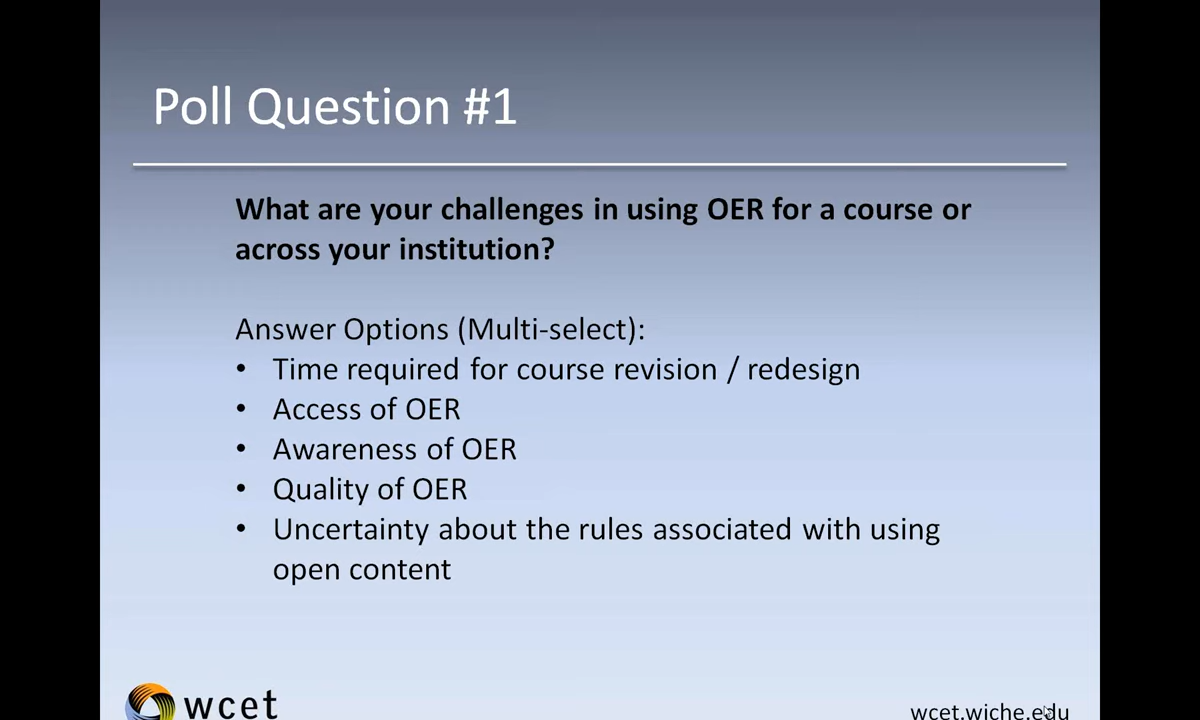 Poll Question #1
What are your challenges in using OER for a course or
across your institution?
Answer Options (Multi-select):
• Time required for course revision / redesign
• Access of OER
• Awareness of OER
• Quality of OER
• Uncertainty about the rules associated with using
open content
wcet
wcet.wiche.edu